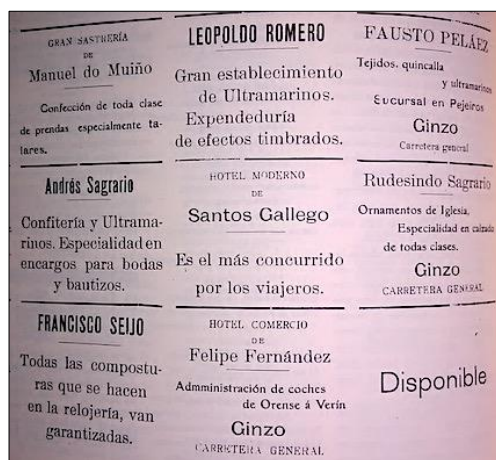 GRAN SASTRERÍA
DE
Manuel do Muiño
Confección de toda clase
de prendas especialmente ta-
lares.
LEOPOLDO ROMERO
Gran establecimiento
de Ultramarinos.
Expendeduría
de efectos timbrados.
FAUSTO PELÁEZ
Tejidos, quincalla
y ultramarinos
Sucursal en Pejeiros
Ginzo
Carretera general
Andrés Sagrario
Confitería y Ultrama-
rinos. Especialidad en
encargos para bodas
y bautizos.
HOTEL MODERNO
DE
Santos Gallego
Es el más concurrido
por los viajeros.
Rudesindo Sagrario
Ornamentos de Iglesia,
Especialidad en calzado
de todas clases.
Ginzo
CARRETERA GENERAL
FRANCISCO SEIJO
Todas las compostu-
ras que se hacen
en la relojería, van
garantizadas.
HOTEL COMERCIO
DE
Felipe Fernández
Admministración de coches
de Orense á Verín
Ginzo
CARRETERA GENERAL
Disponible